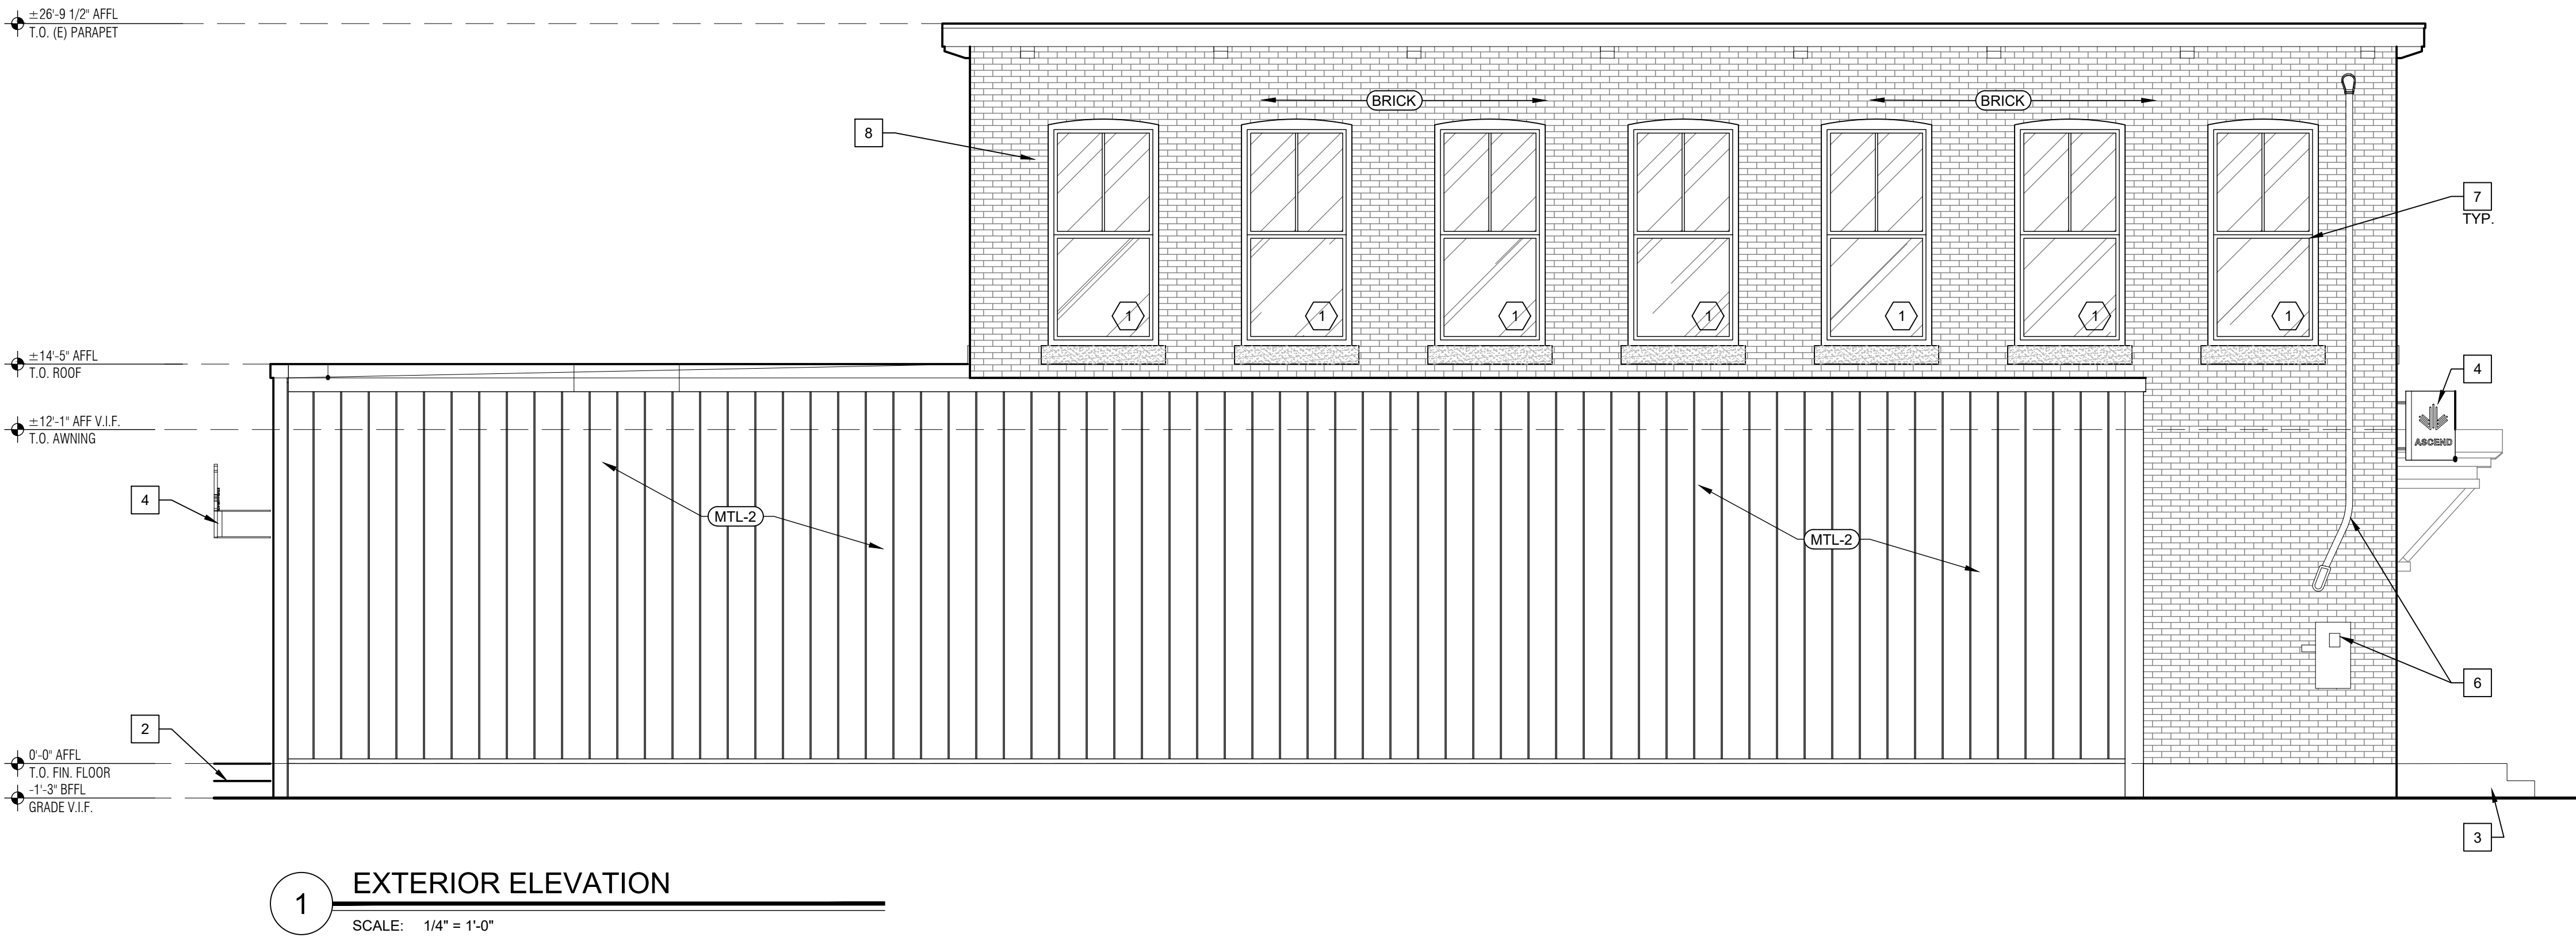 ±26'-9 1/2" AFFL
T.O. (E) PARAPET
BRICK
BRICK
8
7
TYP.
1
1
1
1
1
1
1
±14'-5" AFFL
T.O. ROOF
4
±12'-1" AFF V.I.F.
T.O. AWNING
ASCEND
4
MTL-2
MTL-2
6
2
0'-0" AFFL
T.O. FIN. FLOOR
-1'-3" BFFL
GRADE V.I.F.
3
1
EXTERIOR ELEVATION
SCALE: 1/4" = 1'-0"